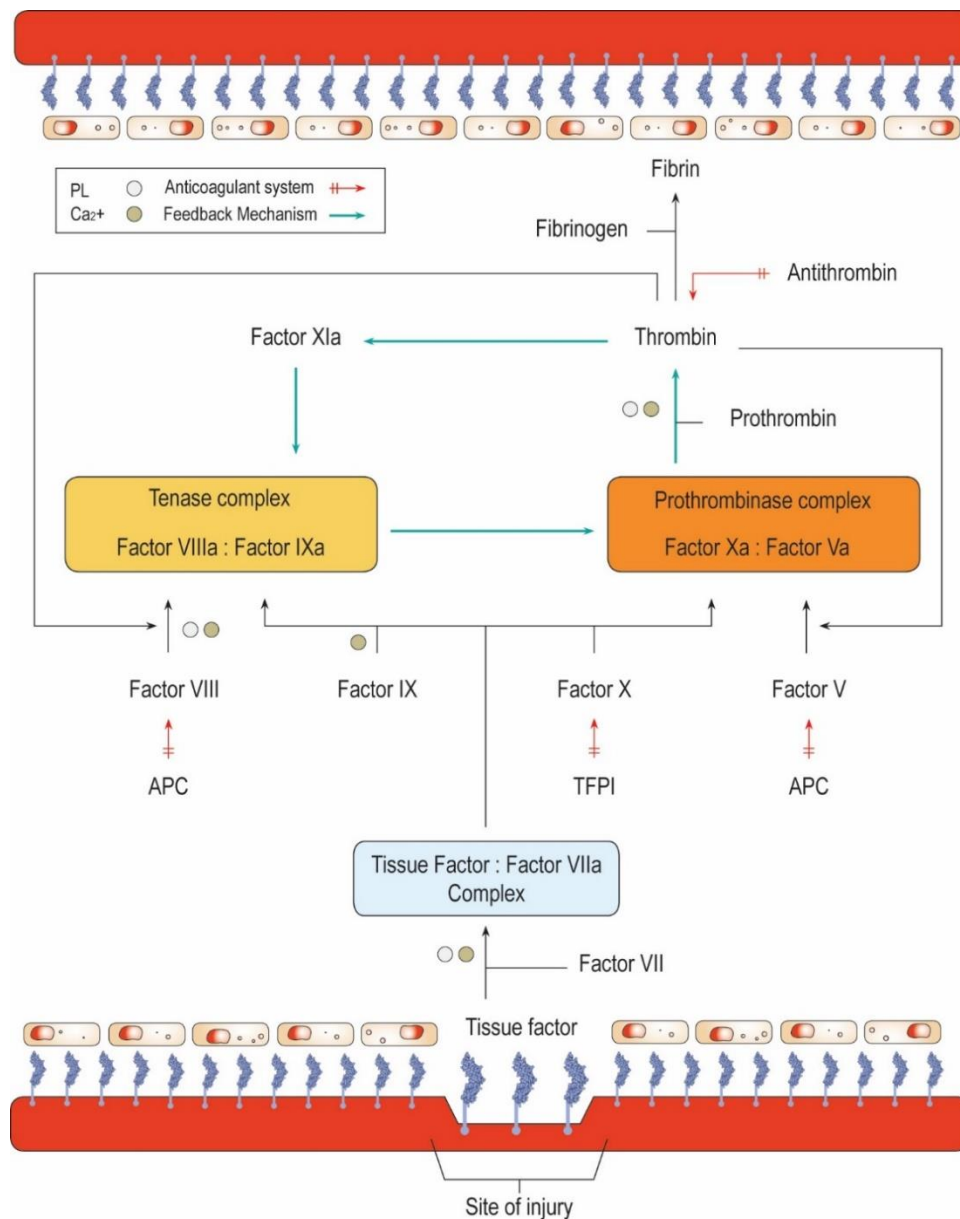 Fibrin
PL Anticoagulant system
Ca2+ Feedback Mechanism
Fibrinogen
Antithrombin
Factor XIa
Thrombin
Prothrombin
Tenase complex
Factor VIIIa : Factor IXa
Prothrombinase complex
Factor Xa : Factor Va
Factor VIII
Factor IX
Factor X
Factor V
APC
TFPI
APC
Tissue Factor : Factor VIIa
Complex
Factor VII
Tissue factor
Site of injury